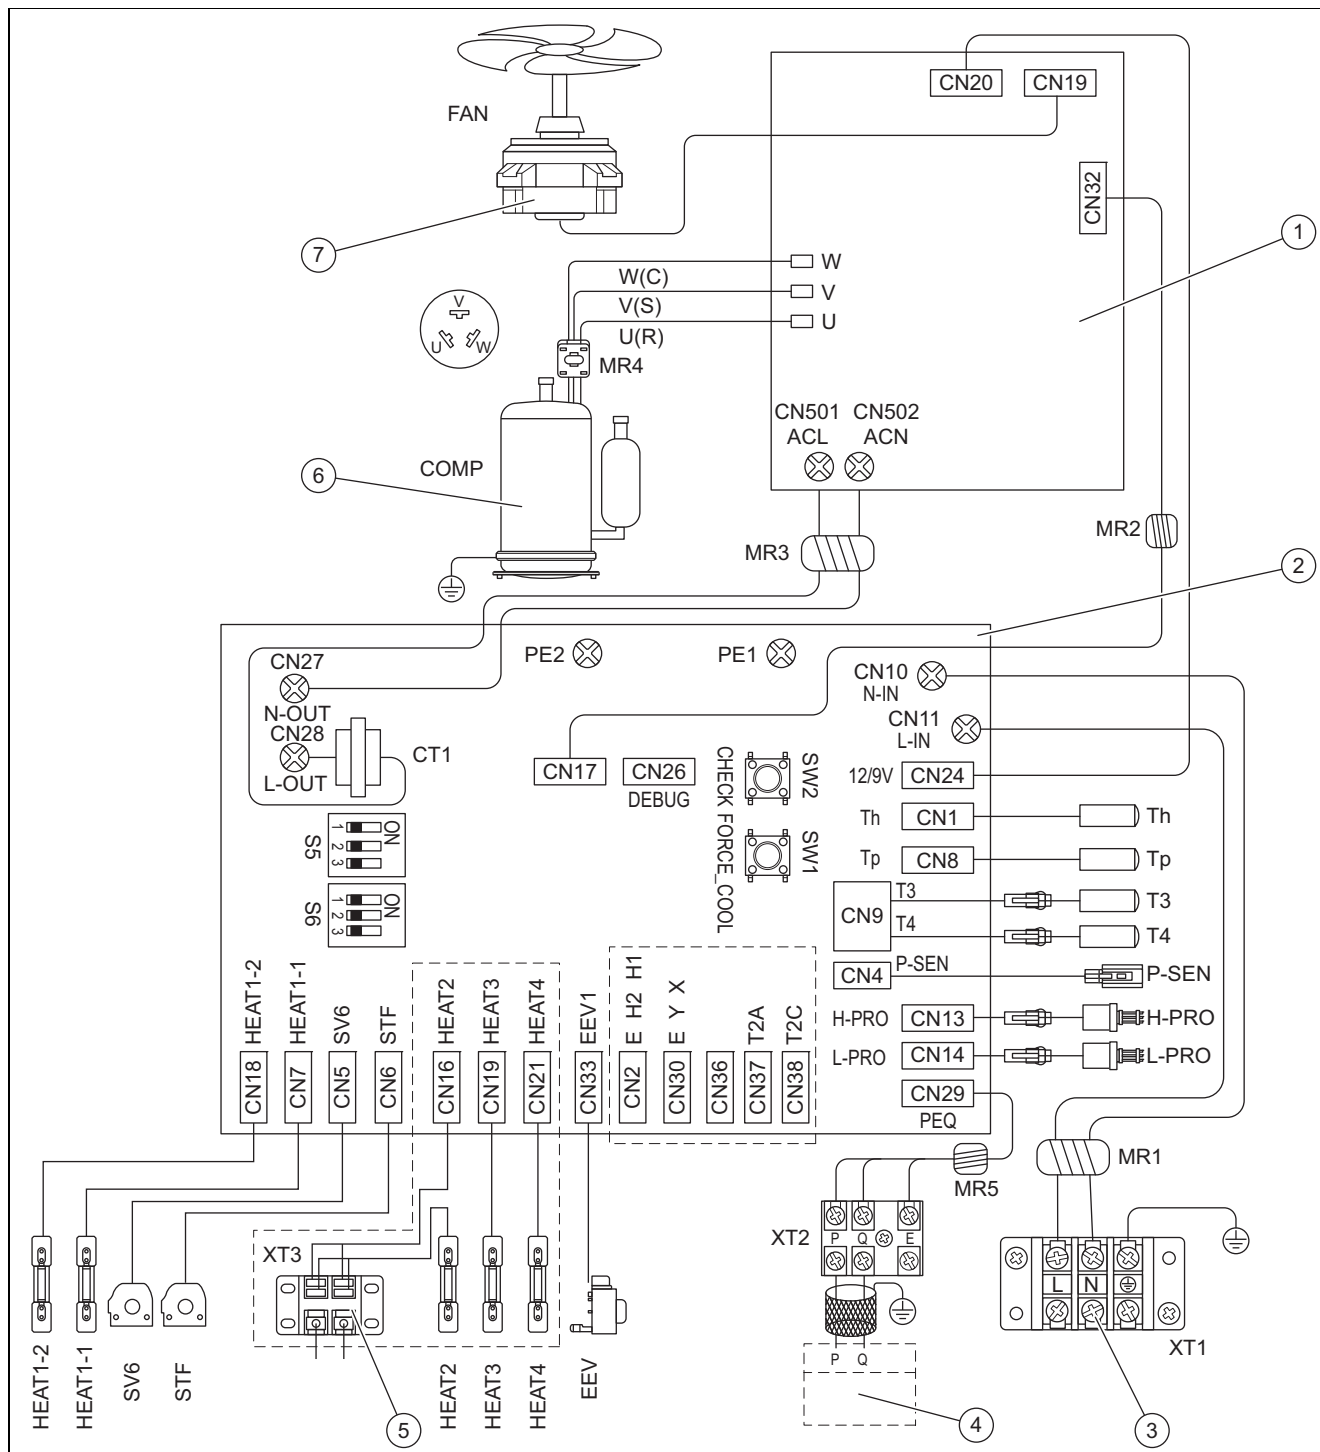 CN20
CN19
FAN
CN32
7
1
W
W(C)
V
V(S)
U
U(R)
V
U
W
MR4
CN501
CN502
ACL
ACN
COMP
6
MR2
MR3
2
PE2
PE1
CN27
CN10
N-IN
N-OUT
CN11
L-IN
CN28
CT1
L-OUT
CN17
CN26
DEBUG
CHECK
FORCE_COOL
SW2
SW1
12/9V
CN24
Th
CN1
Th
Tp
CN8
Tp
S5
ON
1
2
3
S6
ON
1
2
3
CN9
T3
T3
T4
T4
CN4
P-SEN
P-SEN
H-PRO
CN13
H-PRO
L-PRO
CN14
L-PRO
CN29
PEQ
HEAT1-2
HEAT1-1
SV6
STF
HEAT2
HEAT3
HEAT4
EEV1
E H2 H1
E Y X
T2A
T2C
CN18
CN7
CN5
CN6
CN16
CN19
CN21
CN33
CN2
CN30
CN36
CN37
CN38
MR5
MR1
XT3
XT2
P
Q
E
L
N
XT1
P
Q
HEAT1-2
HEAT1-1
SV6
STF
5
HEAT2
HEAT3
HEAT4
EEV
4
3